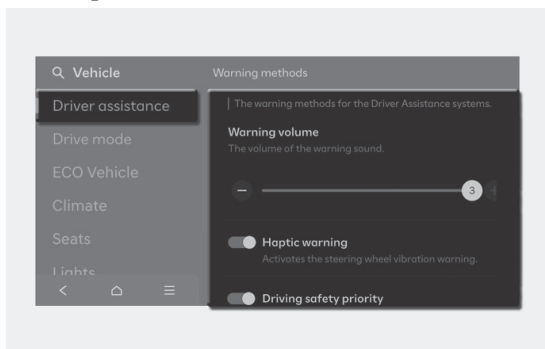 Vehicle
Warning methods
Driver assistance
Drive mode
ECO Vehicle
Climate
Seats
Lights
The warning methods for the Driver Assistance systems.
Warning volume
The volume of the warning sound.
3
Haptic warning
Activates the steering wheel vibration warning.
Driving safety priority